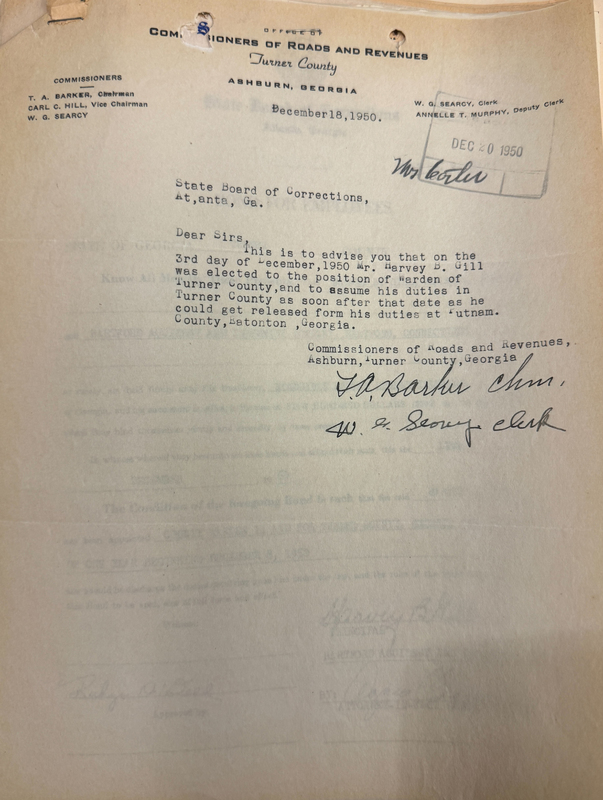 OFFICE OF
COMMISSIONERS OF ROADS AND REVENUES
Turner County
ASHBURN, GEORGIA
COMMISSIONERS
T. A. BARKER, Chairman
CARL C. HILL, Vice Chairman
W. G. SEARCY
W. G. SEARCY, Clerk
ANNELLE T. MURPHY, Deputy Clerk
December18,1950.
DEC 20 1950
Mr
State Board of Corrections,
At,anta, Ga.
Dear Sirs,
This is to advise you that on the
3rd day of December,1950 Mr. Harvey B. Gill
was elected to the position of Warden of
Turner County,and to assume his duties in
Turner County as soon after that date as he
could get released form his duties at Putnam.
County,Eatonton ,Georgia.
Commissioners of Roads and Revenues,
Ashburn,Turner County,Georgia
T.A. Barker Chm.
W. G. Searcy clerk